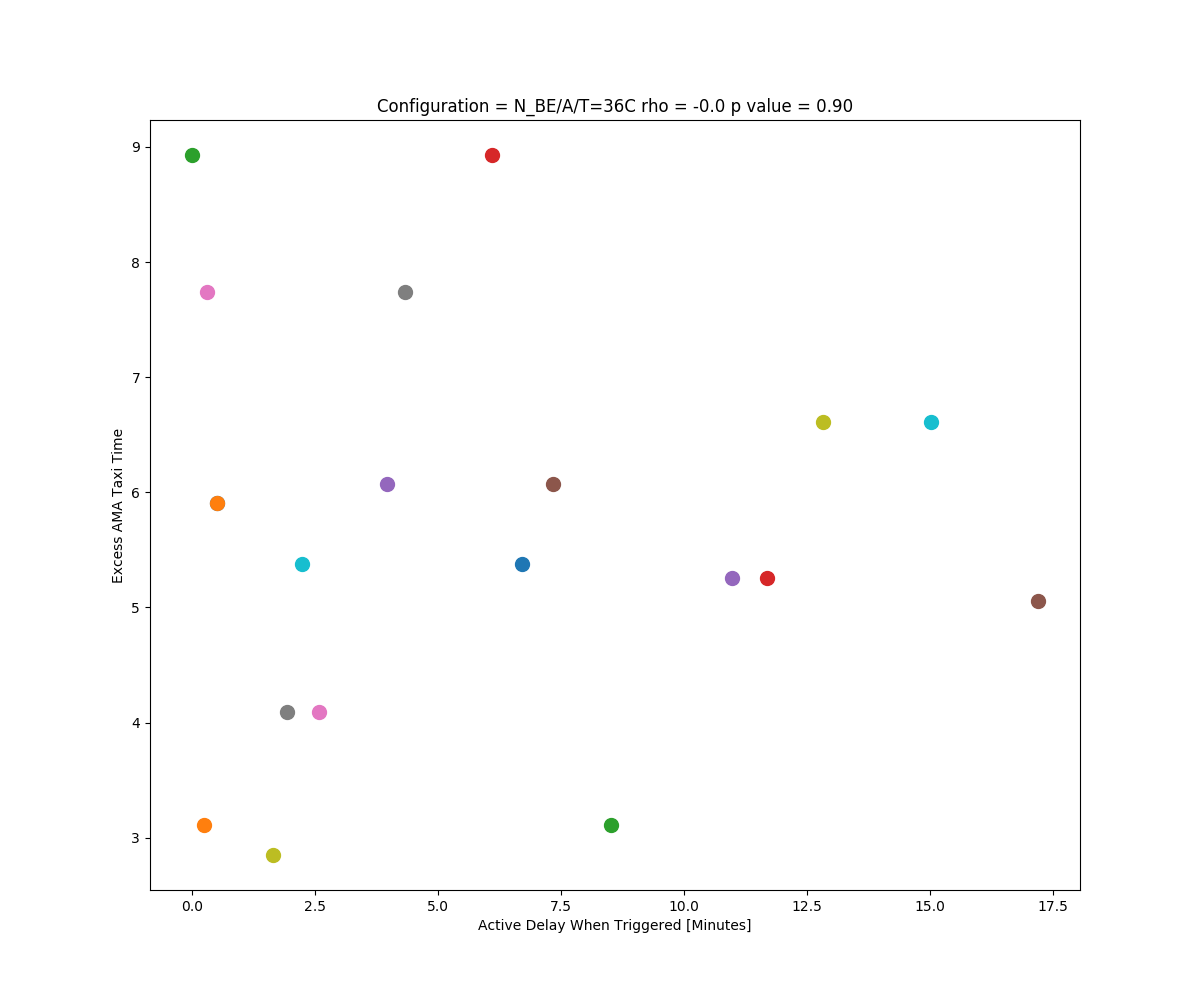 Configuration = N_BE/A/T=36C rho = -0.0 p value = 0.90
9
8
7
6
5
4
3
Excess AMA Taxi Time
0.0 2.5 5.0 7.5 10.0 12.5 15.0 17.5
Active Delay When Triggered [Minutes]